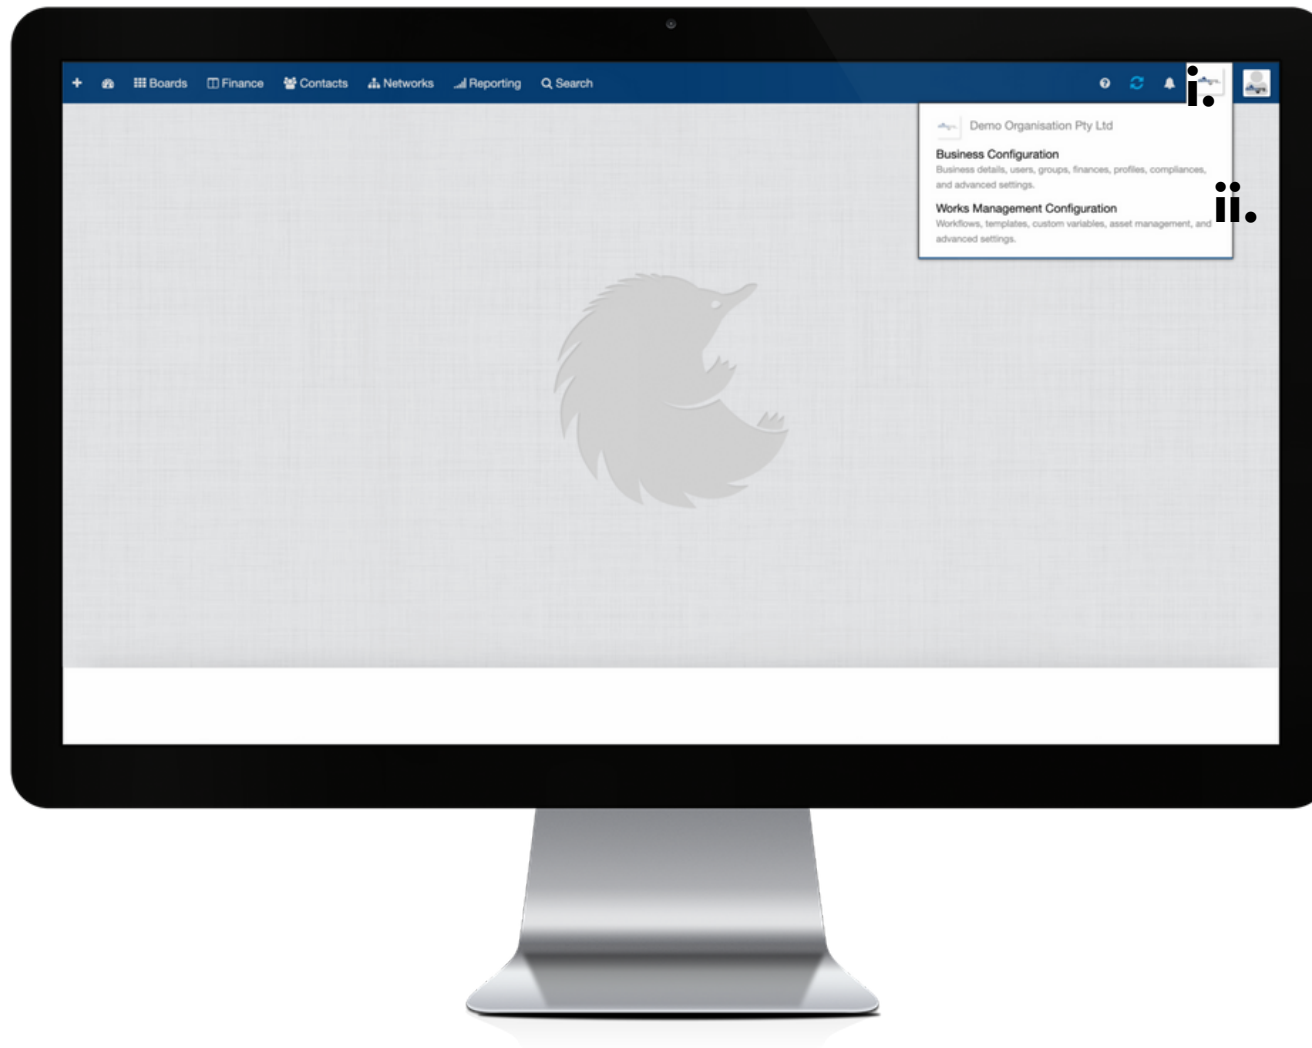 Boards Finance Contacts Networks Reporting Search
i.
Demo Organisation Pty Ltd
Business Configuration
Business details, users, groups, finances, profiles, compliances,
and advanced settings.
ii.
Works Management Configuration
Workflows, templates, custom variables, asset management, and
advanced settings.